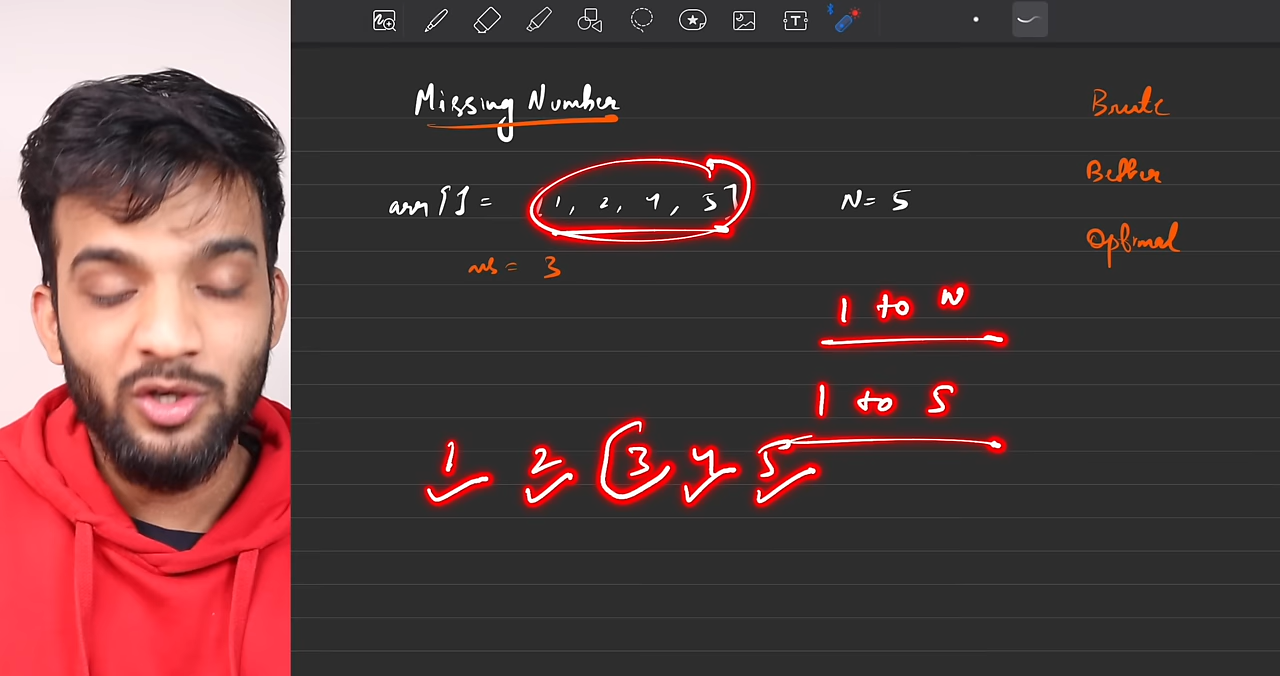 Missing Number
arr[] = [1, 2, 4, 5]
N = 5
ans = 3
1 to N
1 to 5
1 2 3 4 5
Brute
Better
Optimal